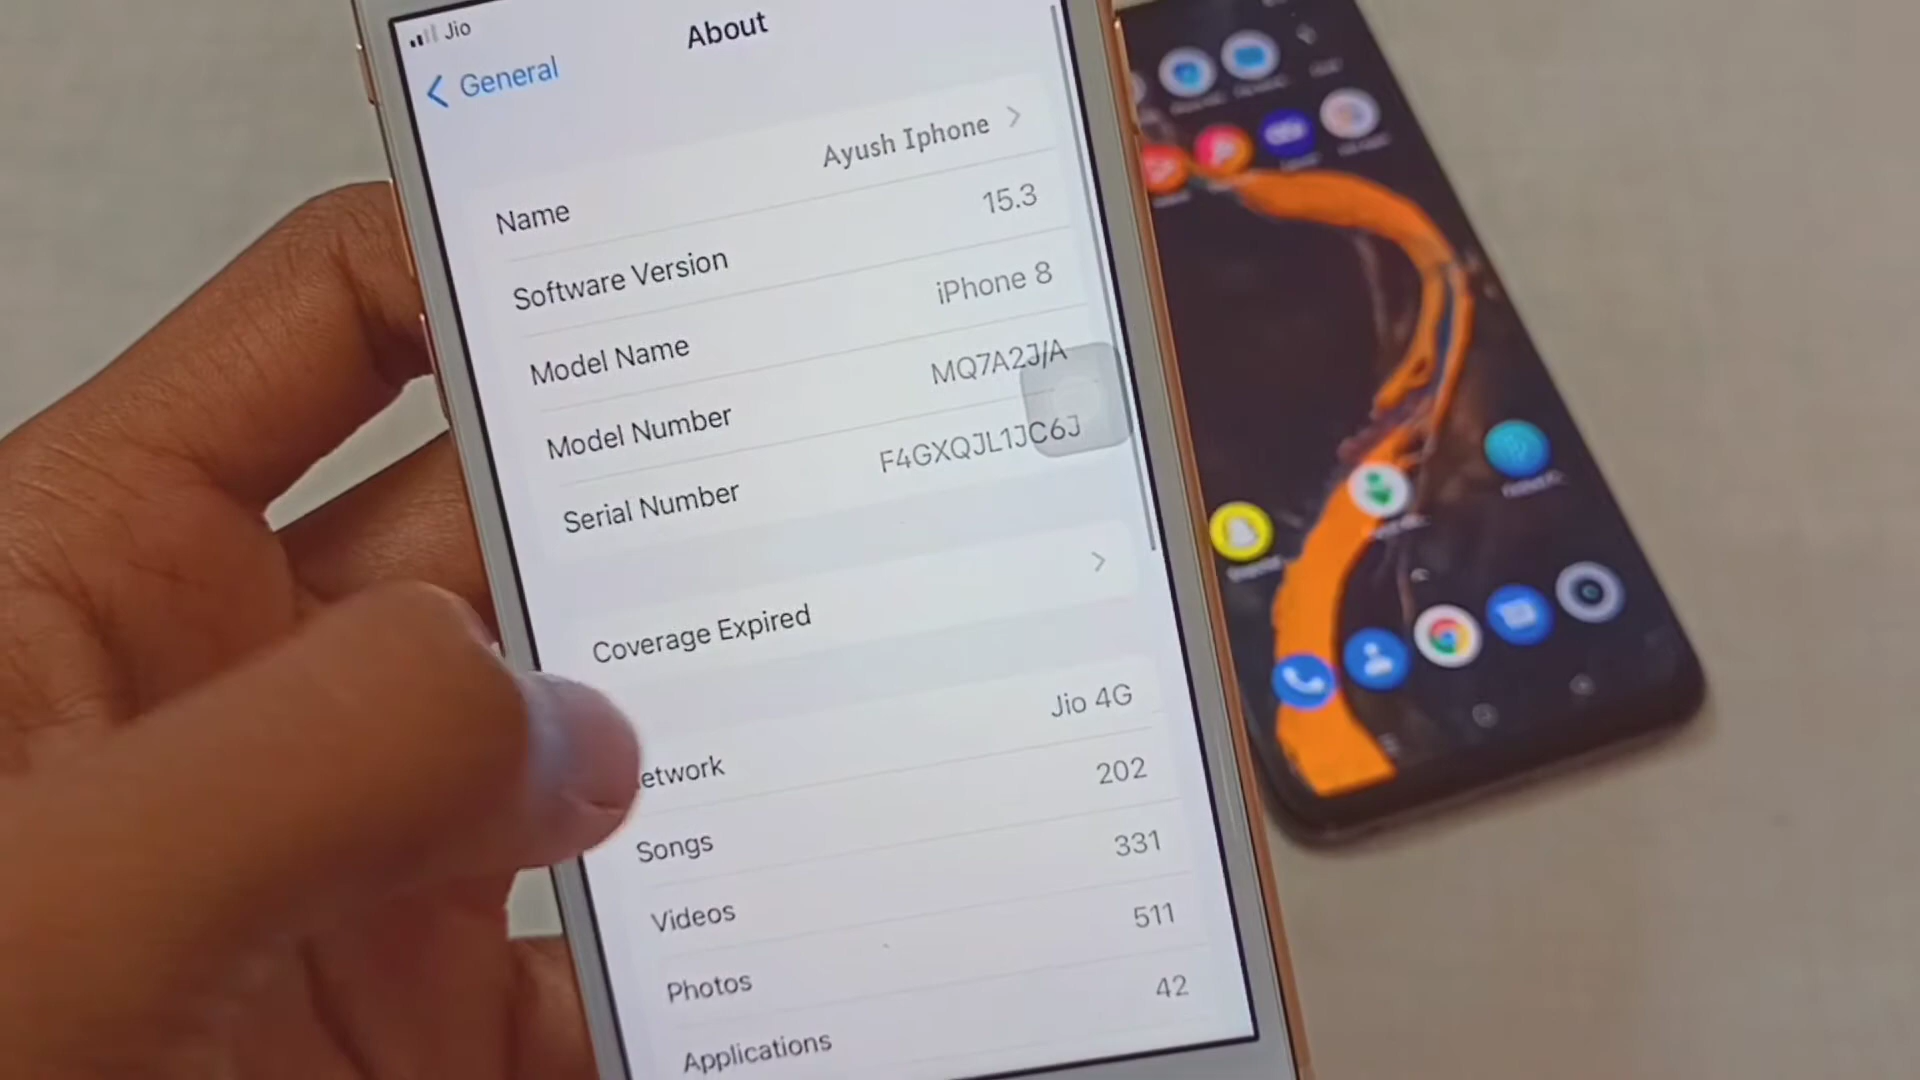 Jio
About
General
Name Ayush Iphone
Software Version 15.3
Model Name iPhone 8
Model Number MQ7A2J/A
Serial Number F4GXQJL1JC6J
Coverage Expired
etwork Jio 4G
Songs 202
Videos 331
Photos 511
Applications 42